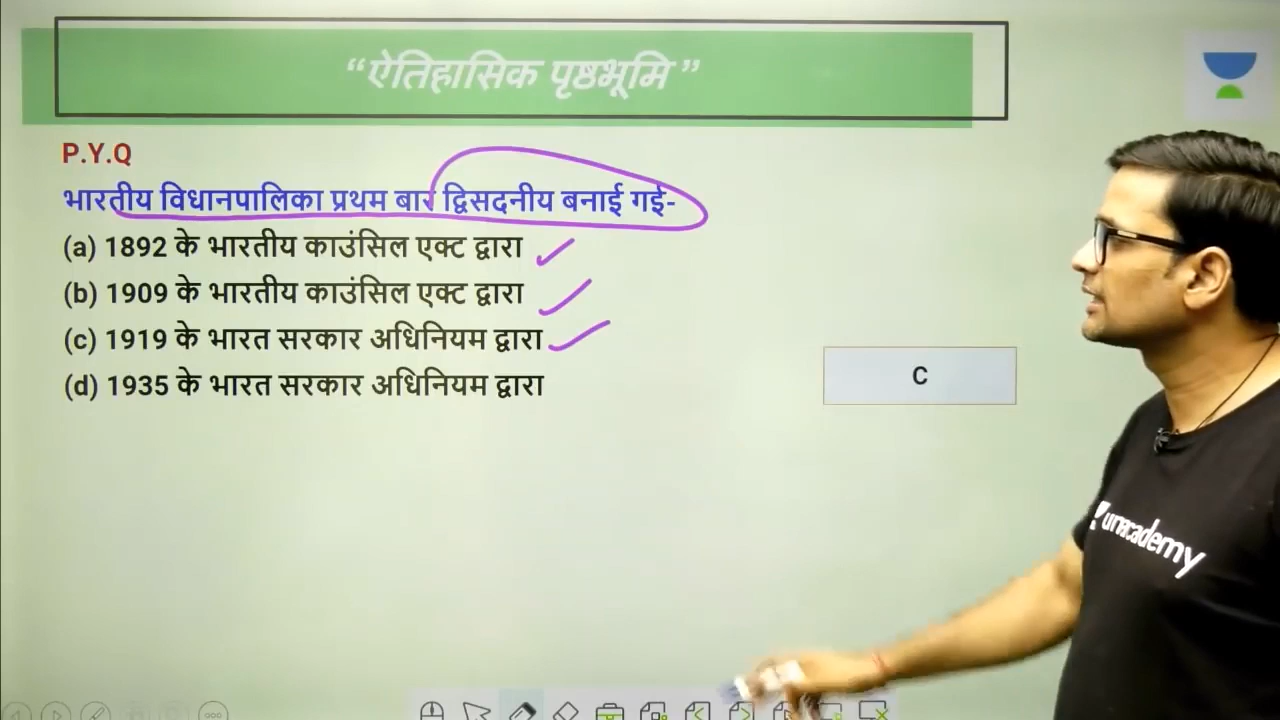 “ऐतिहासिक पृष्ठभूमि”
P.Y.Q
भारतीय विधानपालिका प्रथम बार द्विसदनीय बनाई गई-
(a) 1892 के भारतीय काउंसिल एक्ट द्वारा
(b) 1909 के भारतीय काउंसिल एक्ट द्वारा
(c) 1919 के भारत सरकार अधिनियम द्वारा
(d) 1935 के भारत सरकार अधिनियम द्वारा
C
unacademy